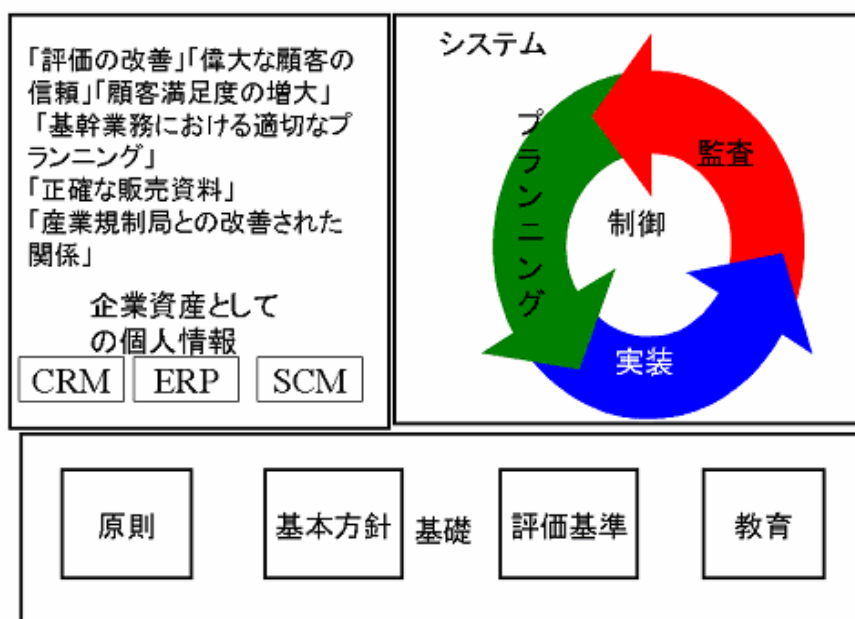 「評価の改善」「偉大な顧客の
信頼」「顧客満足度の増大」
「基幹業務における適切なプ
ランニング」
「正確な販売資料」
「産業規制局との改善された
関係」
企業資産として
の個人情報
CRM
ERP
SCM
システム
プランニング
監査
制御
実装
原則
基本方針
基礎
評価基準
教育